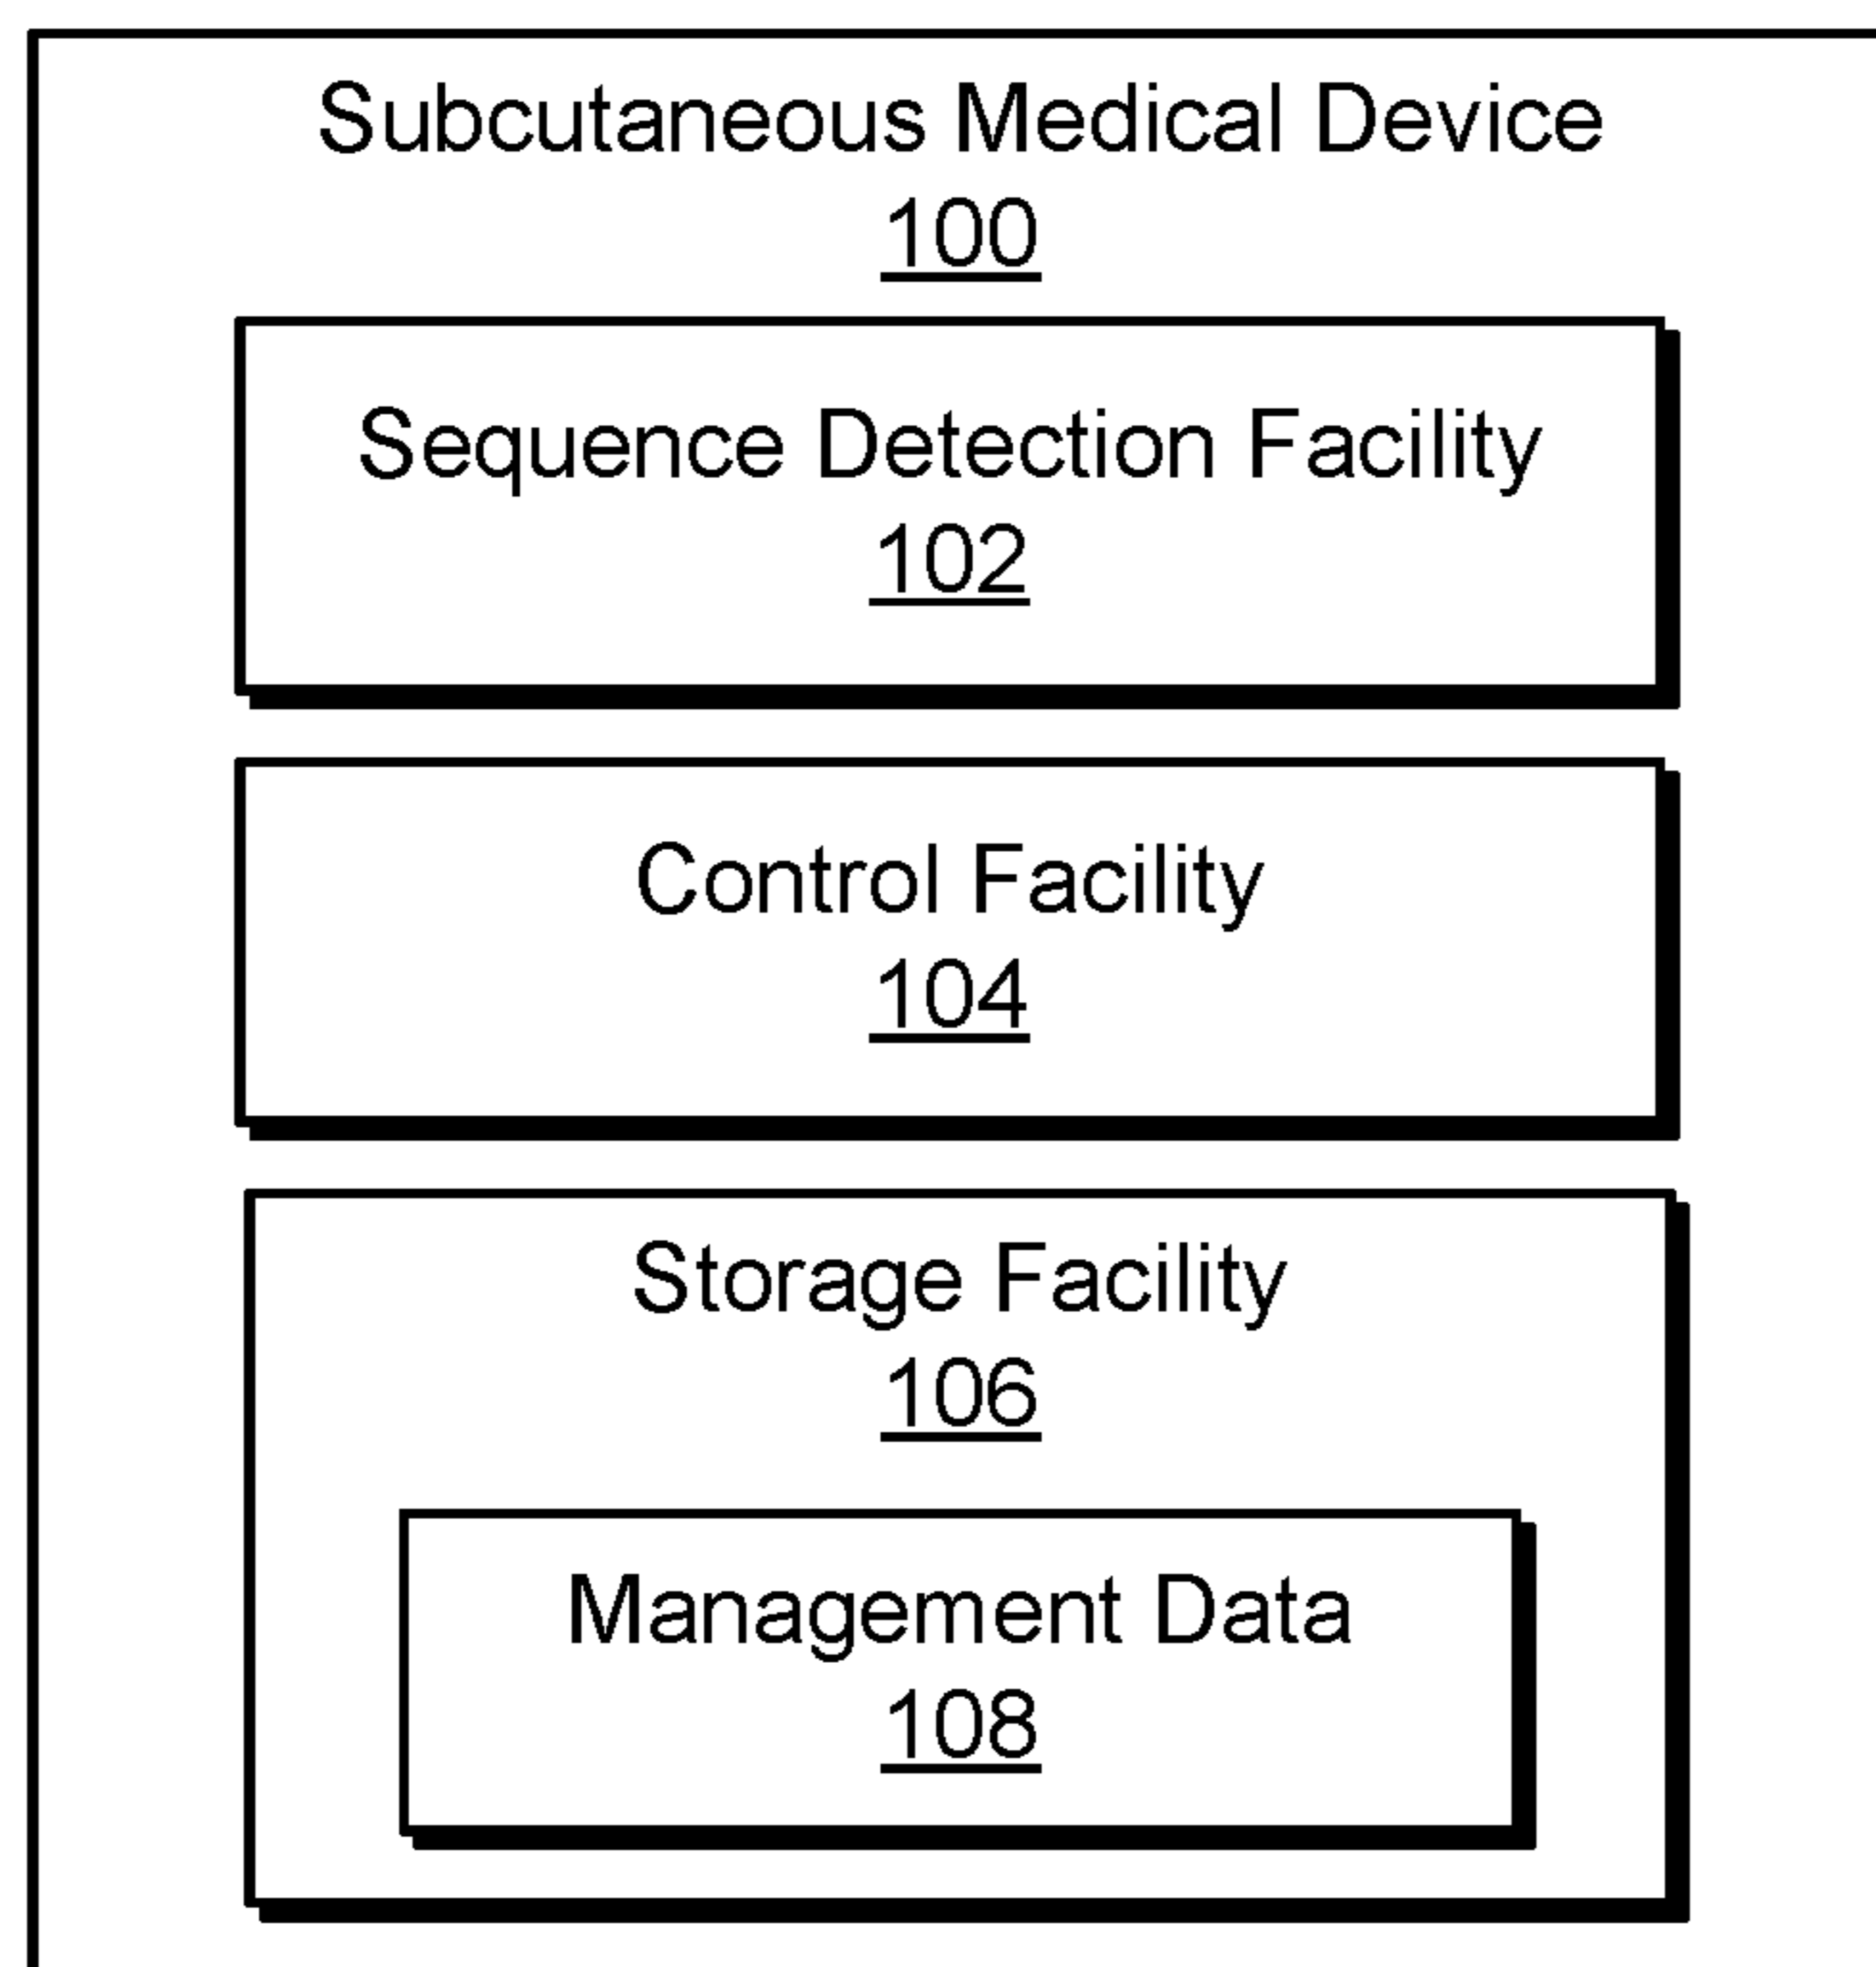 Subcutaneous Medical Device
100
Sequence Detection Facility
102
Control Facility
104
Storage Facility
106
Management Data
108